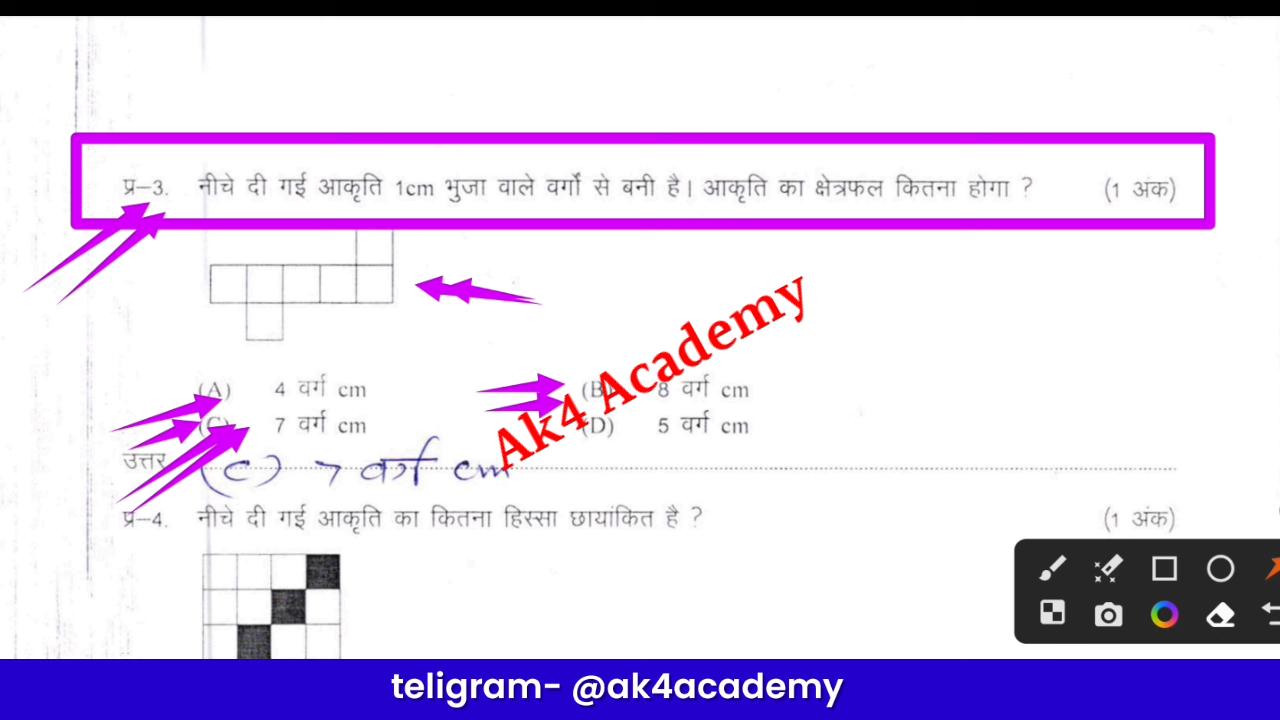 प्र–3. नीचे दी गई आकृति 1cm भुजा वाले वर्गों से बनी है। आकृति का क्षेत्रफल कितना होगा ? (1 अंक)
(A) 4 वर्ग cm (B) 8 वर्ग cm
(C) 7 वर्ग cm (D) 5 वर्ग cm
Ak4 Academy
उत्तर (C) 7 वर्ग cm
प्र–4. नीचे दी गई आकृति का कितना हिस्सा छायांकित है ? (1 अंक)
teligram- @ak4academy